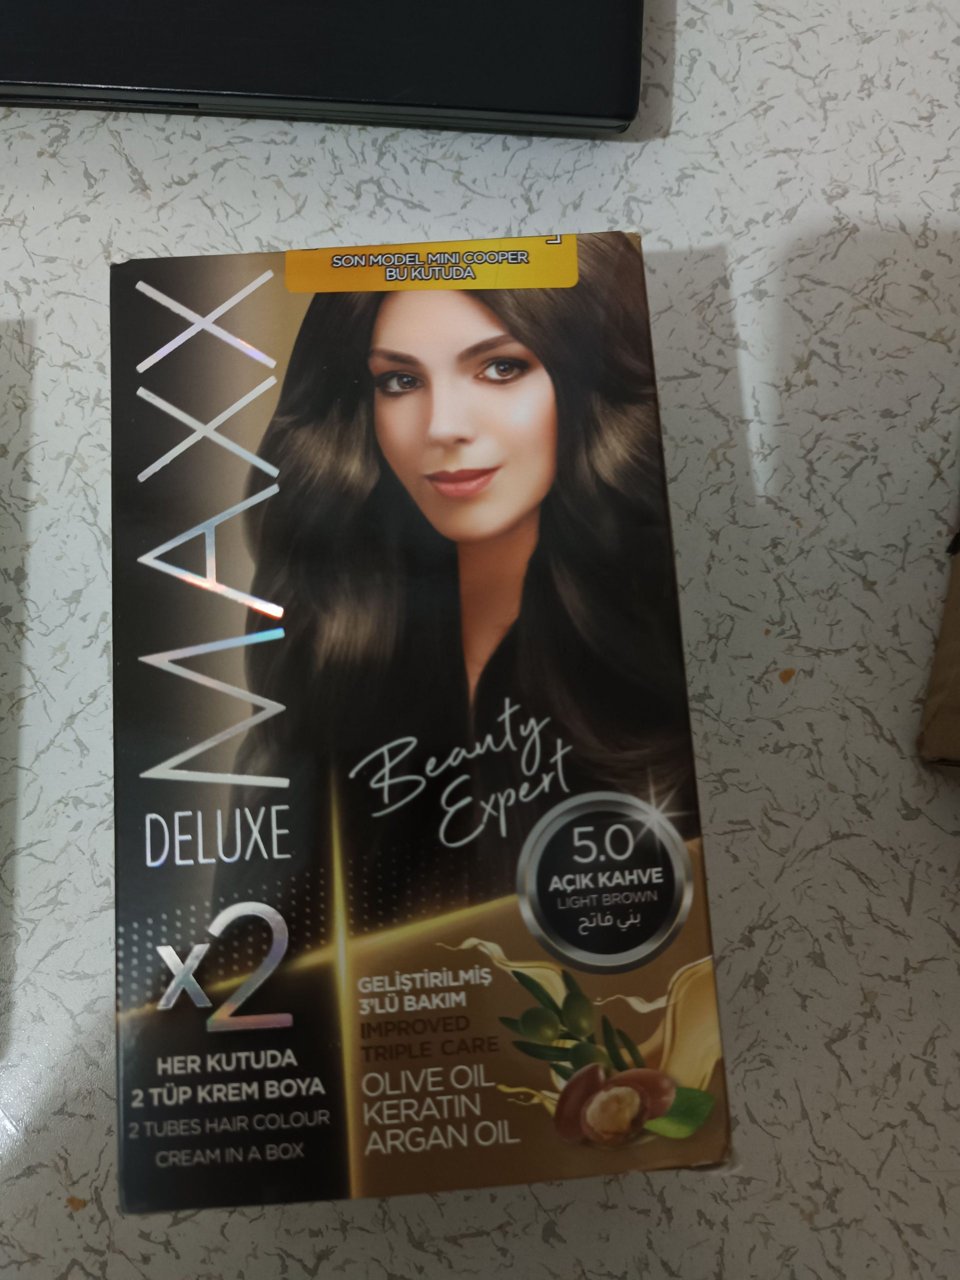 SON MODEL MINI COOPER
BU KUTUDA
MAXX
DELUXE
Beauty
Expert
5.0
AÇIK KAHVE
LIGHT BROWN
بني فاتح
x2
HER KUTUDA
2 TÜP KREM BOYA
2 TUBES HAIR COLOUR
CREAM IN A BOX
GELİŞTİRİLMİŞ
3'LÜ BAKIM
IMPROVED
TRIPLE CARE
OLIVE OIL
KERATIN
ARGAN OIL